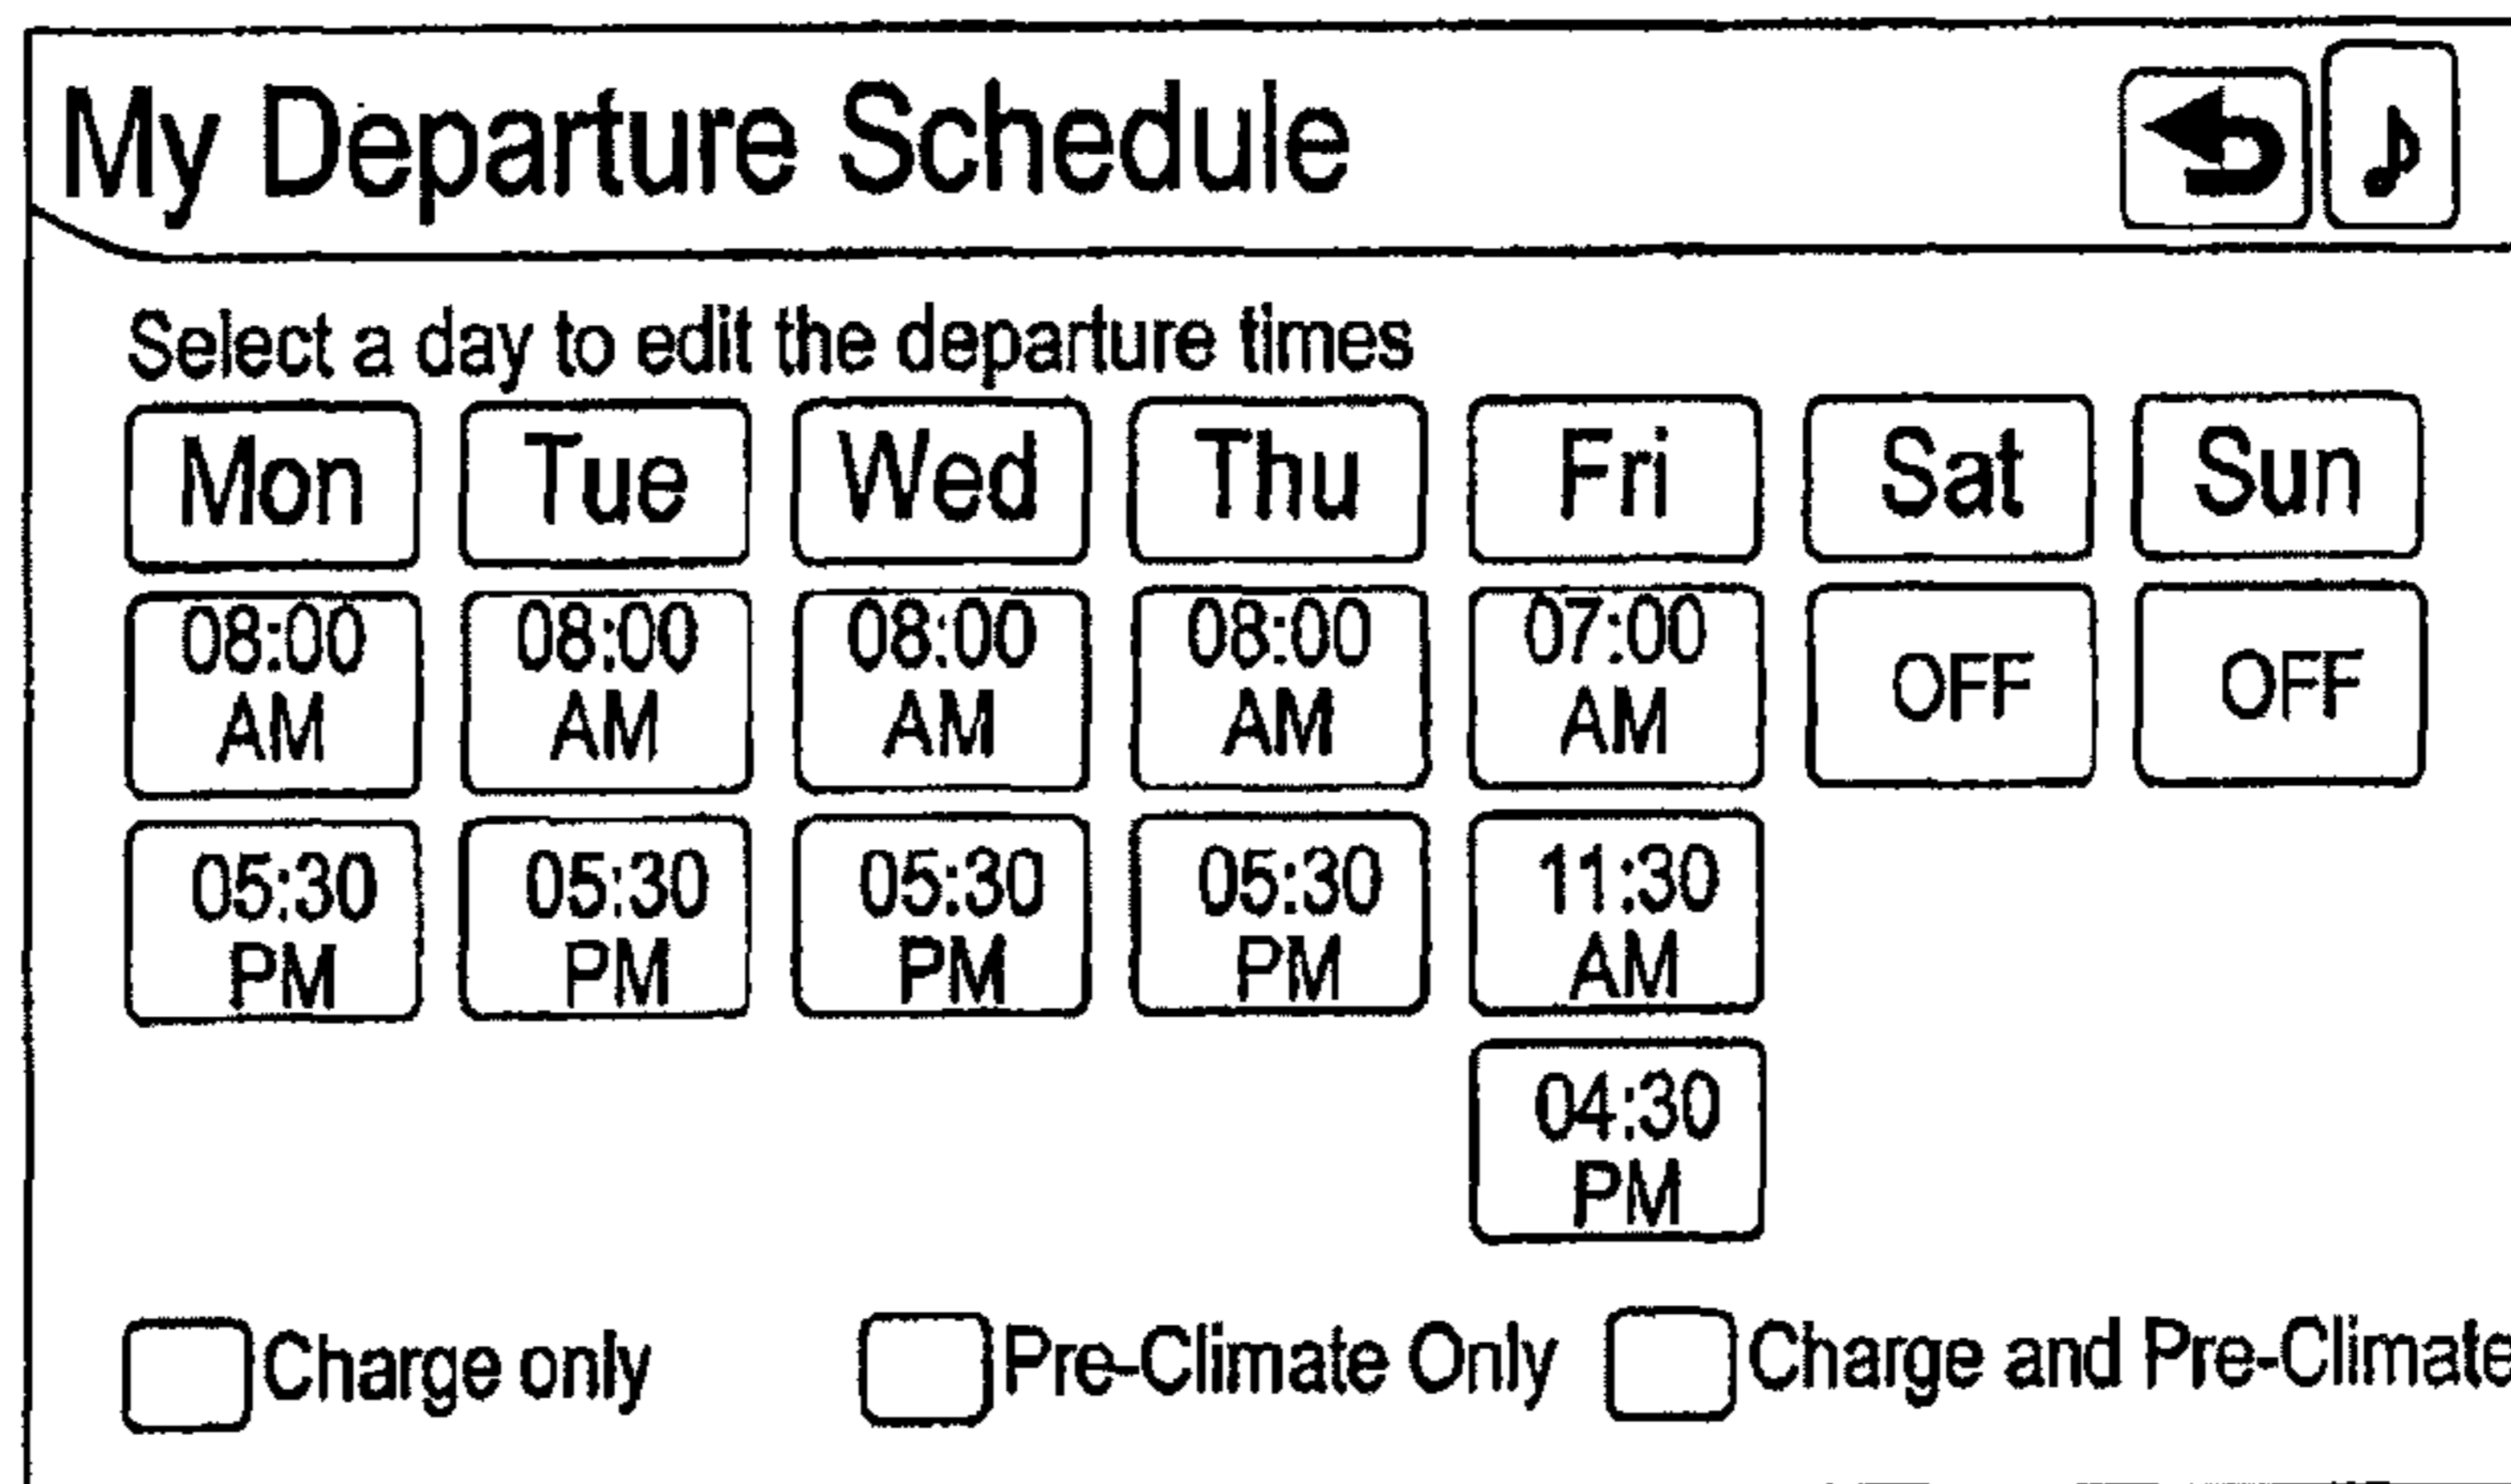 My Departure Schedule
Select a day to edit the departure times
Mon Tue Wed Thu Fri Sat Sun
08:00 08:00 08:00 08:00 07:00 OFF OFF
AM AM AM AM AM
05:30 05:30 05:30 05:30 11:30
PM PM PM PM AM
04:30
PM
Charge only Pre-Climate Only Charge and Pre-Climate